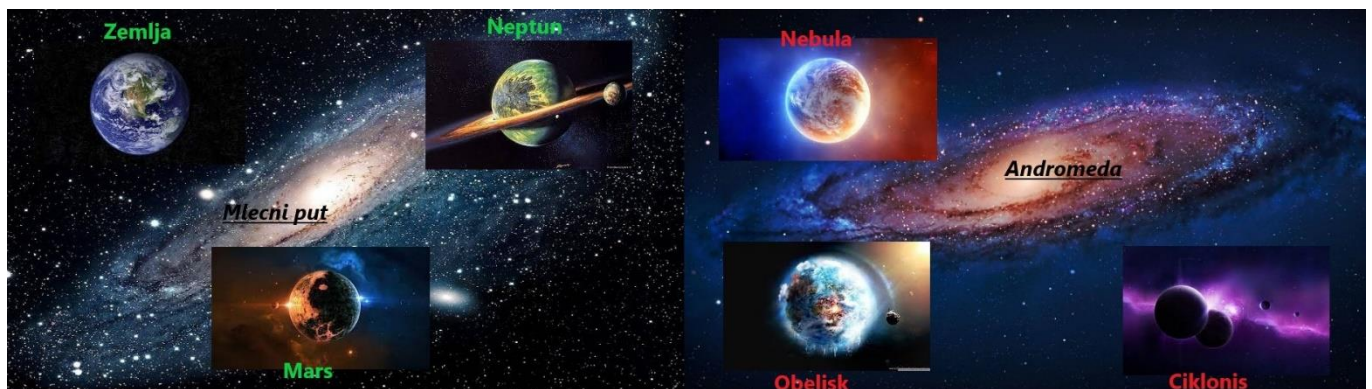 Zemlja
Neptun
Mlecni put
Mars
Nebula
Andromeda
Obelisk
Ciklonis